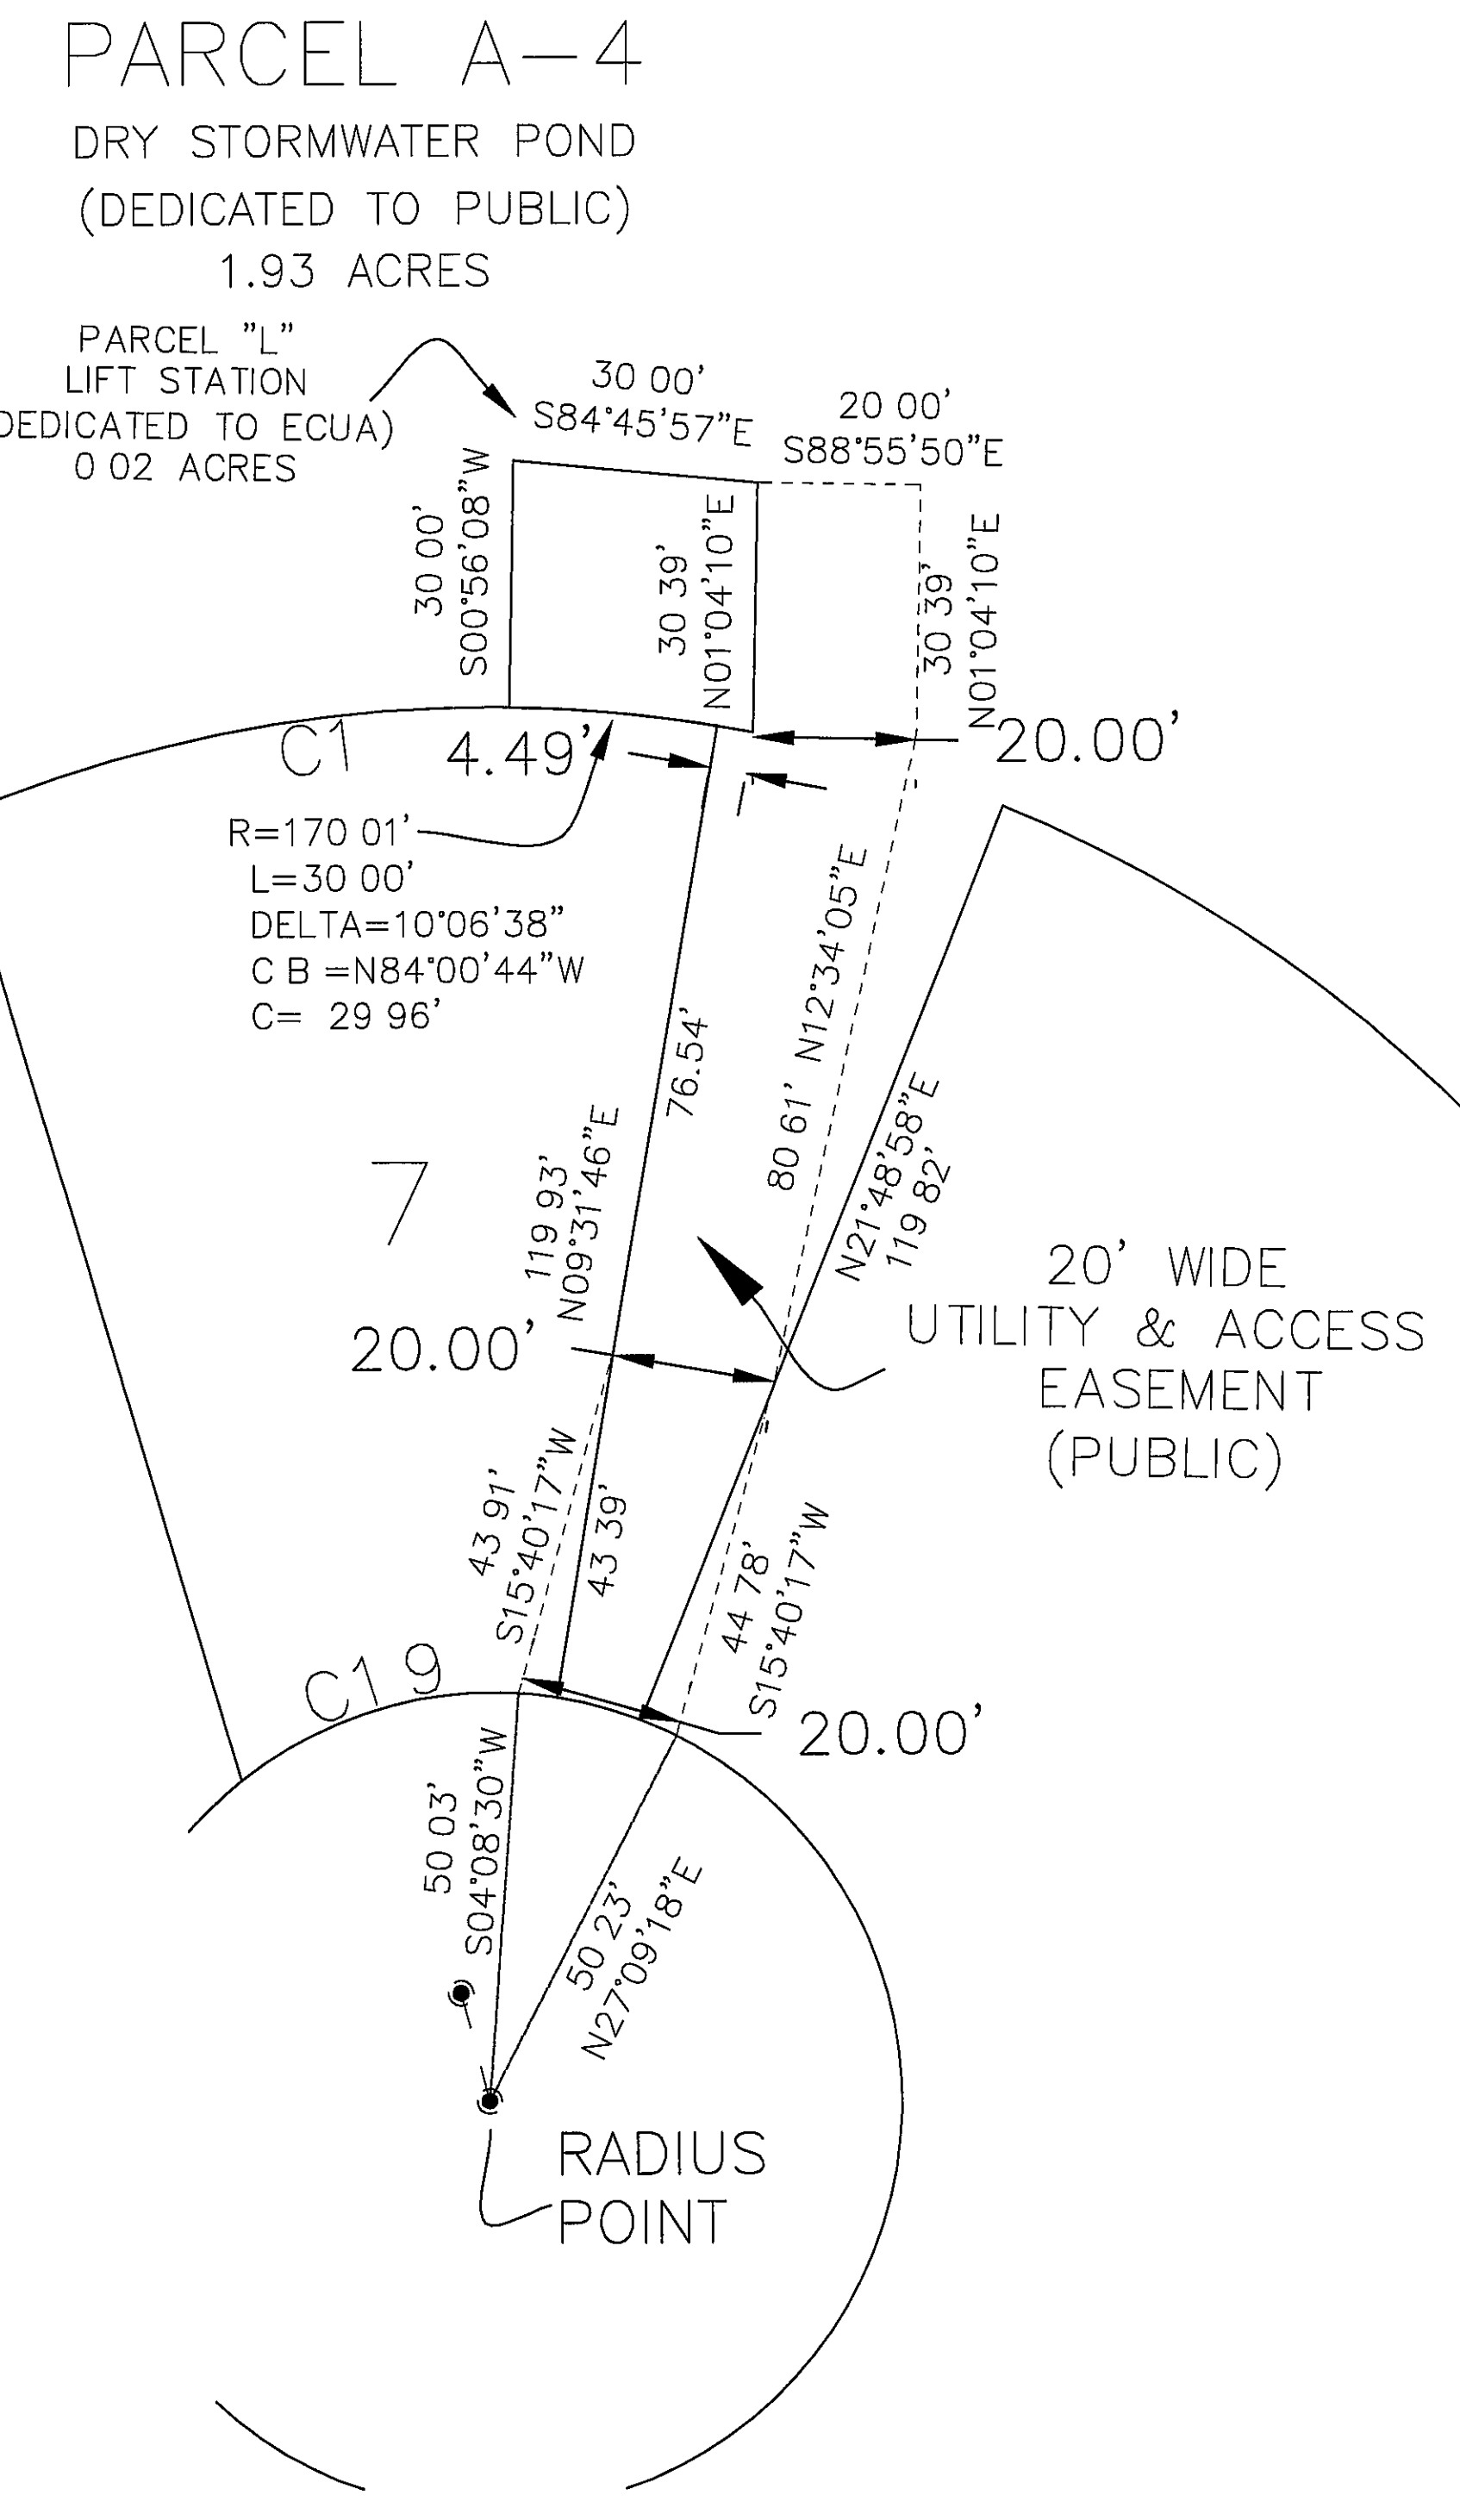 PARCEL A-4
DRY STORMWATER POND
(DEDICATED TO PUBLIC)
1.93 ACRES
PARCEL "L"
LIFT STATION
DEDICATED TO ECUA)
0 02 ACRES
30 00'
S84°45'57"E
20 00'
S88°55'50"E
30 00'
S00°56'08"W
30 39'
N01°04'10"E
30 39'
N01°04'10"E
C1
4.49'
20.00'
R=170 01'
L=30 00'
DELTA=10°06'38"
C B =N84°00'44"W
C= 29 96'
76.54'
80 61' N12°34'05"E
N21°48'58"E
119 82'
7
119 93'
N09°31'46"E
20.00'
20' WIDE
UTILITY & ACCESS
EASEMENT
(PUBLIC)
43 91'
S15°40'17"W
43 39'
44 78'
S15°40'17"W
C19
20.00'
50 03'
S04°08'30"W
50 23'
N27°09'18"E
RADIUS
POINT